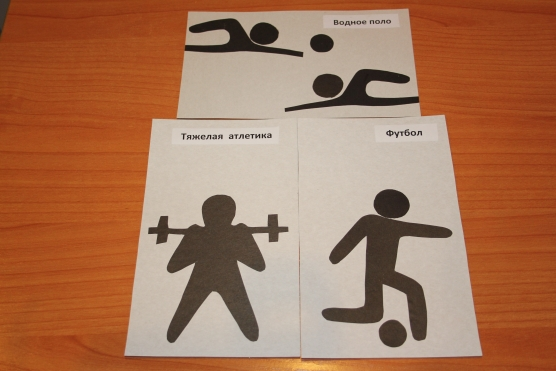 Водное поло
Тяжелая атлетика
Футбол